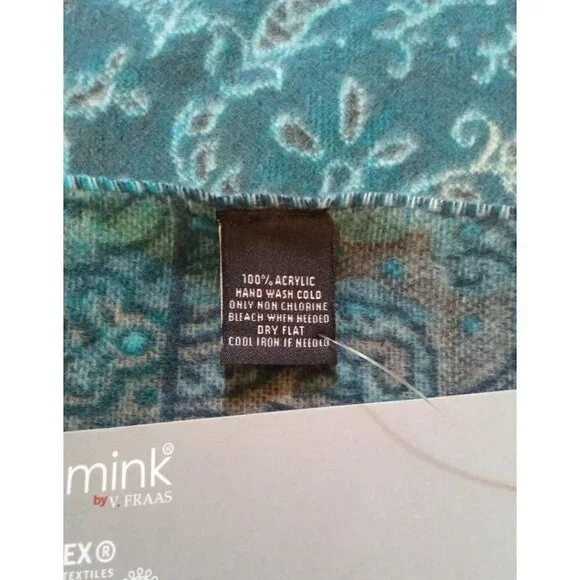 100% ACRYLIC
HAND WASH COLD
ONLY NON CHLORINE
BLEACH WHEN NEEDED
DRY FLAT
COOL IRON IF NEEDED
mink®
by V. FRAAS
EX®
TEXTILES